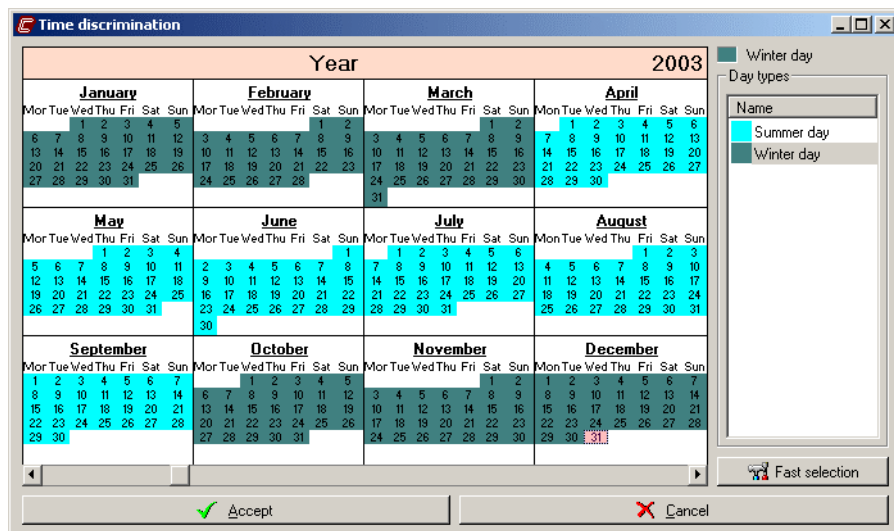 Time discrimination
Year 2003
January
Mon Tue Wed Thu Fri Sat Sun
1 2 3 4 5
6 7 8 9 10 11 12
13 14 15 16 17 18 19
20 21 22 23 24 25 26
27 28 29 30 31
February
Mon Tue Wed Thu Fri Sat Sun
1 2
3 4 5 6 7 8 9
10 11 12 13 14 15 16
17 18 19 20 21 22 23
24 25 26 27 28
March
Mon Tue Wed Thu Fri Sat Sun
1 2
3 4 5 6 7 8 9
10 11 12 13 14 15 16
17 18 19 20 21 22 23
24 25 26 27 28 29 30
31
April
Mon Tue Wed Thu Fri Sat Sun
1 2 3 4 5 6
7 8 9 10 11 12 13
14 15 16 17 18 19 20
21 22 23 24 25 26 27
28 29 30
May
Mon Tue Wed Thu Fri Sat Sun
1 2 3 4
5 6 7 8 9 10 11
12 13 14 15 16 17 18
19 20 21 22 23 24 25
26 27 28 29 30 31
June
Mon Tue Wed Thu Fri Sat Sun
1
2 3 4 5 6 7 8
9 10 11 12 13 14 15
16 17 18 19 20 21 22
23 24 25 26 27 28 29
30
July
Mon Tue Wed Thu Fri Sat Sun
1 2 3 4 5 6
7 8 9 10 11 12 13
14 15 16 17 18 19 20
21 22 23 24 25 26 27
28 29 30 31
August
Mon Tue Wed Thu Fri Sat Sun
1 2 3
4 5 6 7 8 9 10
11 12 13 14 15 16 17
18 19 20 21 22 23 24
25 26 27 28 29 30 31
September
Mon Tue Wed Thu Fri Sat Sun
1 2 3 4 5 6 7
8 9 10 11 12 13 14
15 16 17 18 19 20 21
22 23 24 25 26 27 28
29 30
October
Mon Tue Wed Thu Fri Sat Sun
1 2 3 4 5
6 7 8 9 10 11 12
13 14 15 16 17 18 19
20 21 22 23 24 25 26
27 28 29 30 31
November
Mon Tue Wed Thu Fri Sat Sun
1 2
3 4 5 6 7 8 9
10 11 12 13 14 15 16
17 18 19 20 21 22 23
24 25 26 27 28 29 30
December
Mon Tue Wed Thu Fri Sat Sun
1 2 3 4 5 6 7
8 9 10 11 12 13 14
15 16 17 18 19 20 21
22 23 24 25 26 27 28
29 30 31
Winter day
Day types
Name
Summer day
Winter day
Fast selection
Accept
Cancel